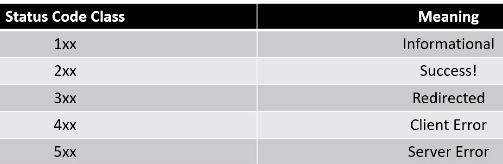 Status Code Class Meaning
1xx Informational
2xx Success!
3xx Redirected
4xx Client Error
5xx Server Error